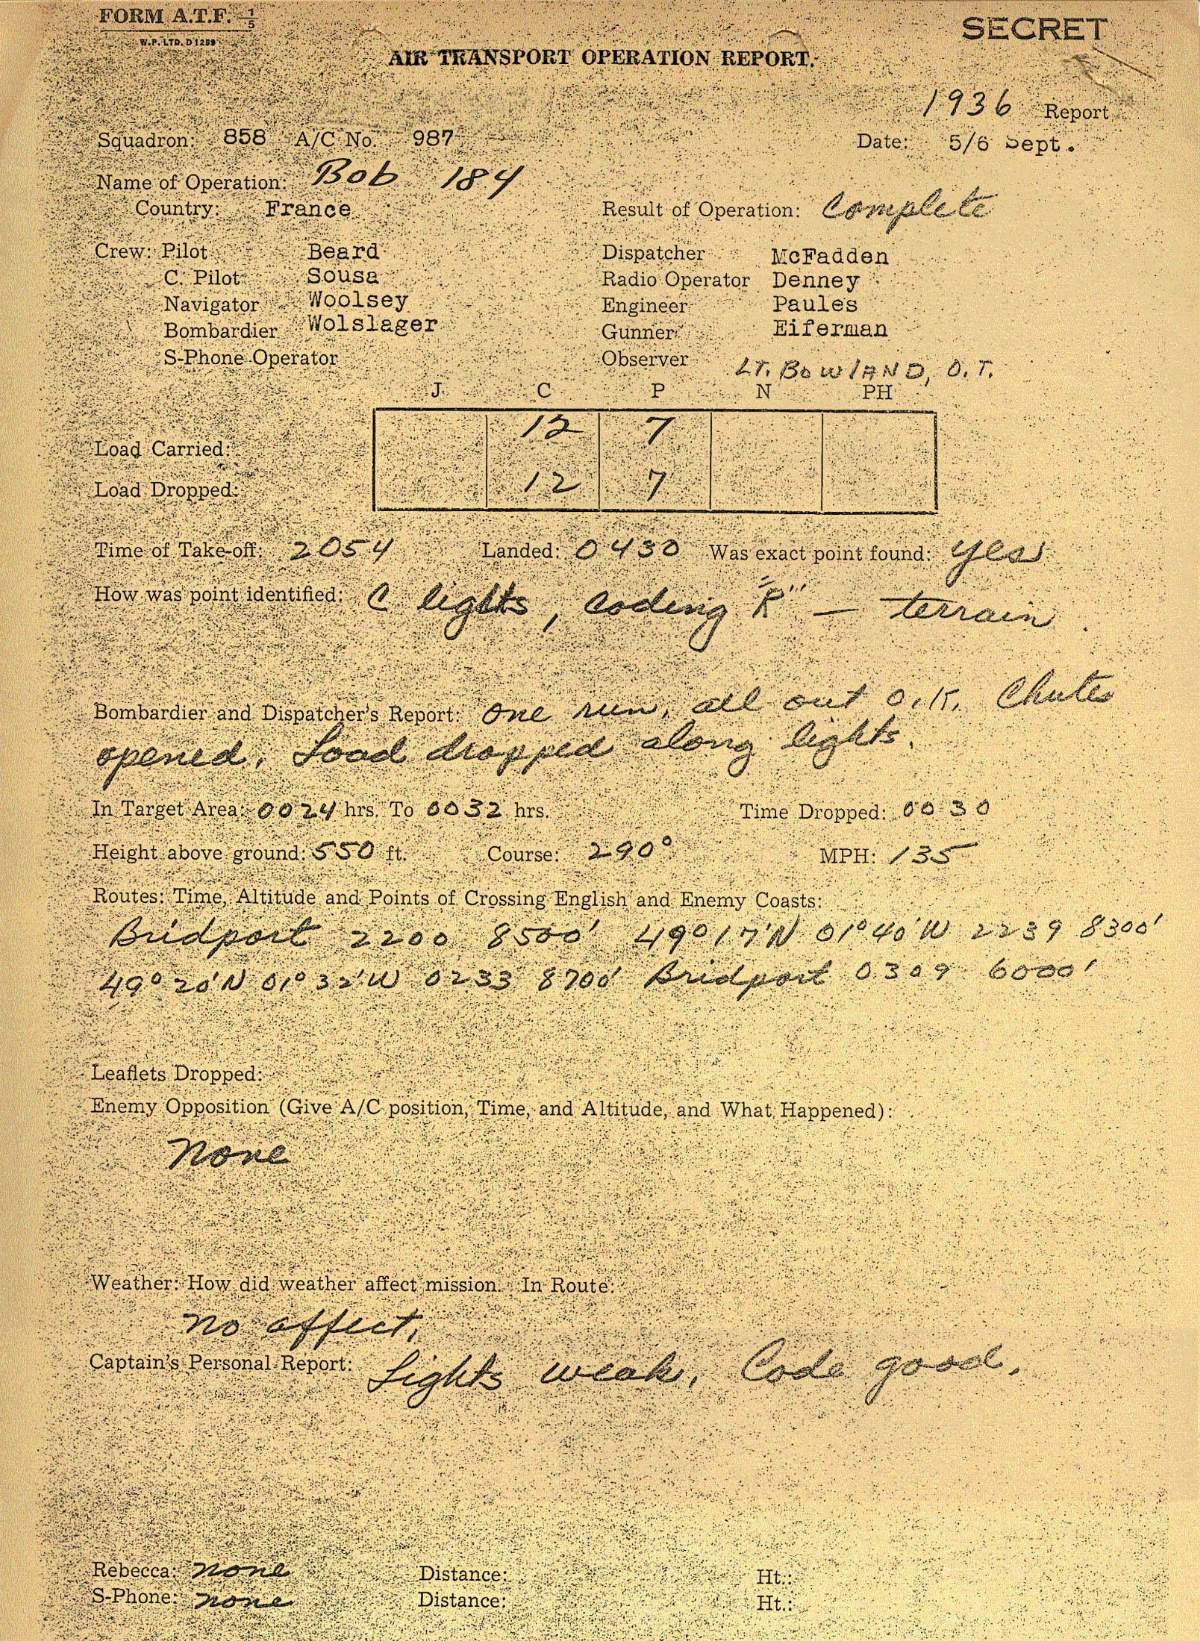 FORM A.T.F. 1/5
W.P. LTD. D1259
SECRET
AIR TRANSPORT OPERATION REPORT.
1936 Report
Squadron: 858 A/C No. 987 Date: 5/6 Sept.
Name of Operation: Bob 184
Country: France Result of Operation: Complete
Crew: Pilot Beard Dispatcher McFadden
C. Pilot Sousa Radio Operator Denney
Navigator Woolsey Engineer Paules
Bombardier Wolslager Gunner Eiferman
S-Phone Operator Observer LT. BOWLAND, O.T.
J C P N PH
Load Carried: 12 7
Load Dropped: 12 7
Time of Take-off: 2054 Landed: 0430 Was exact point found: yes
How was point identified: C lights, coding "R" — terrain.
Bombardier and Dispatcher's Report: One run, all out O.K. Chutes
opened. Load dropped along lights.
In Target Area: 0024 hrs. To 0032 hrs. Time Dropped: 0030
Height above ground: 550 ft. Course: 290° MPH: 135
Routes: Time, Altitude and Points of Crossing English and Enemy Coasts:
Bridport 2200 8500' 49°17'N 01°40'W 2239 8300'
49°20'N 01°32'W 0233 8700' Bridport 0309 6000'
Leaflets Dropped:
Enemy Opposition (Give A/C position, Time, and Altitude, and What Happened):
None
Weather: How did weather affect mission. In Route:
No affect.
Captain's Personal Report: Lights weak. Code good.
Rebecca: none Distance: Ht.:
S-Phone: none Distance: Ht.: